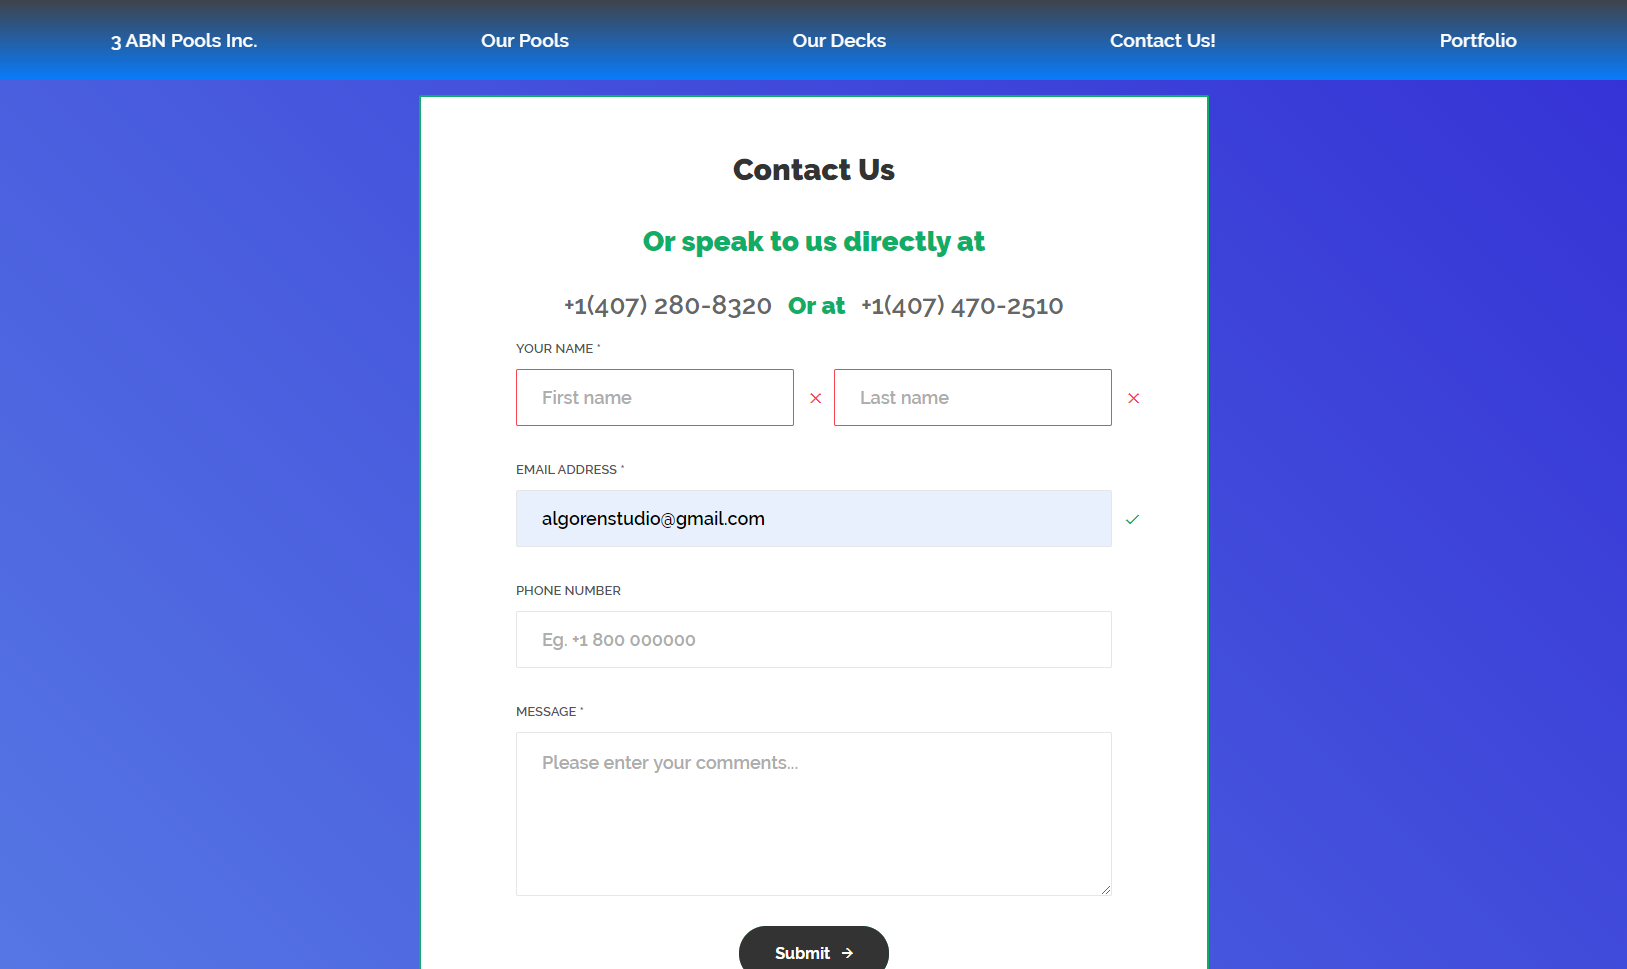 3 ABN Pools Inc. Our Pools Our Decks Contact Us! Portfolio
Contact Us
Or speak to us directly at
+1(407) 280-8320 Or at +1(407) 470-2510
YOUR NAME *
First name Last name
EMAIL ADDRESS *
algorenstudio@gmail.com
PHONE NUMBER
Eg. +1 800 000000
MESSAGE *
Please enter your comments...
Submit →